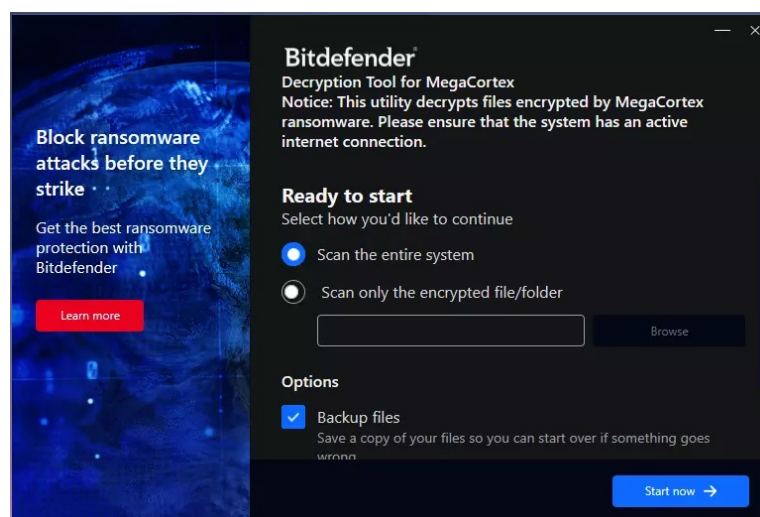 Block ransomware
attacks before they
strike
Get the best ransomware
protection with
Bitdefender
Learn more
Bitdefender
Decryption Tool for MegaCortex
Notice: This utility decrypts files encrypted by MegaCortex
ransomware. Please ensure that the system has an active
internet connection.
Ready to start
Select how you'd like to continue
Scan the entire system
Scan only the encrypted file/folder
Browse
Options
Backup files
Save a copy of your files so you can start over if something goes
wrong
Start now